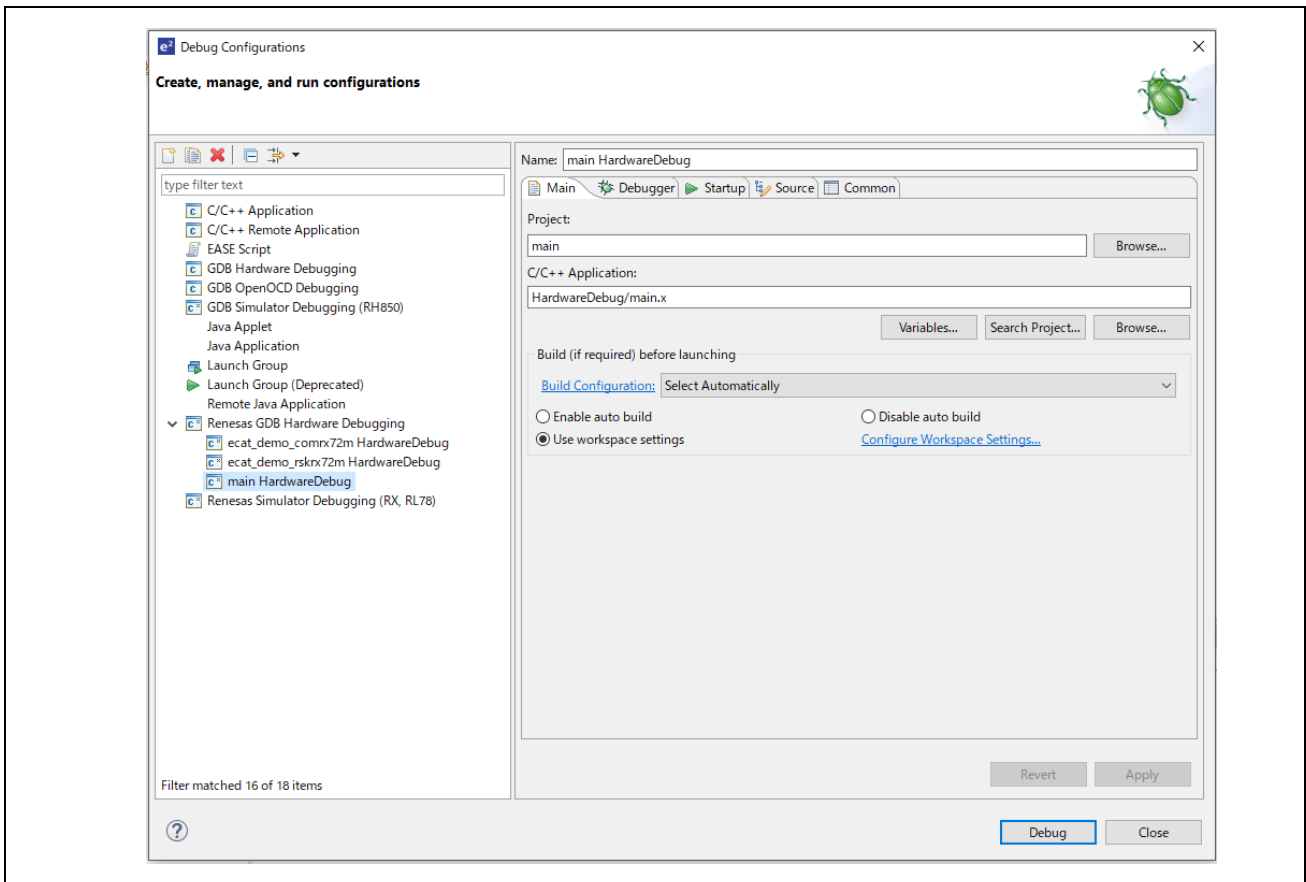 e² Debug Configurations
Create, manage, and run configurations
type filter text
C/C++ Application
C/C++ Remote Application
EASE Script
GDB Hardware Debugging
GDB OpenOCD Debugging
GDB Simulator Debugging (RH850)
Java Applet
Java Application
Launch Group
Launch Group (Deprecated)
Remote Java Application
Renesas GDB Hardware Debugging
ecat_demo_comrx72m HardwareDebug
ecat_demo_rskrx72m HardwareDebug
main HardwareDebug
Renesas Simulator Debugging (RX, RL78)
Filter matched 16 of 18 items
Name: main HardwareDebug
Main Debugger Startup Source Common
Project:
main Browse...
C/C++ Application:
HardwareDebug/main.x
Variables... Search Project... Browse...
Build (if required) before launching
Build Configuration: Select Automatically
Enable auto build Disable auto build
Use workspace settings Configure Workspace Settings...
Revert Apply
Debug Close